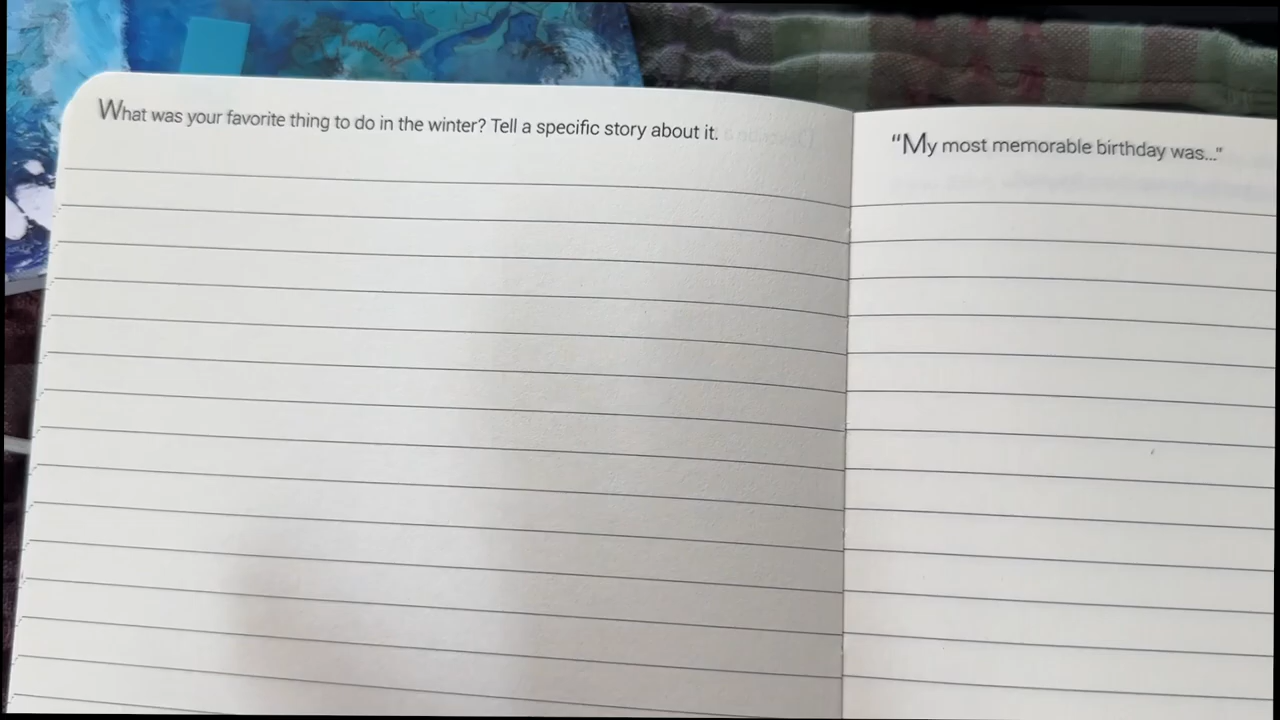 What was your favorite thing to do in the winter? Tell a specific story about it.
"My most memorable birthday was..."